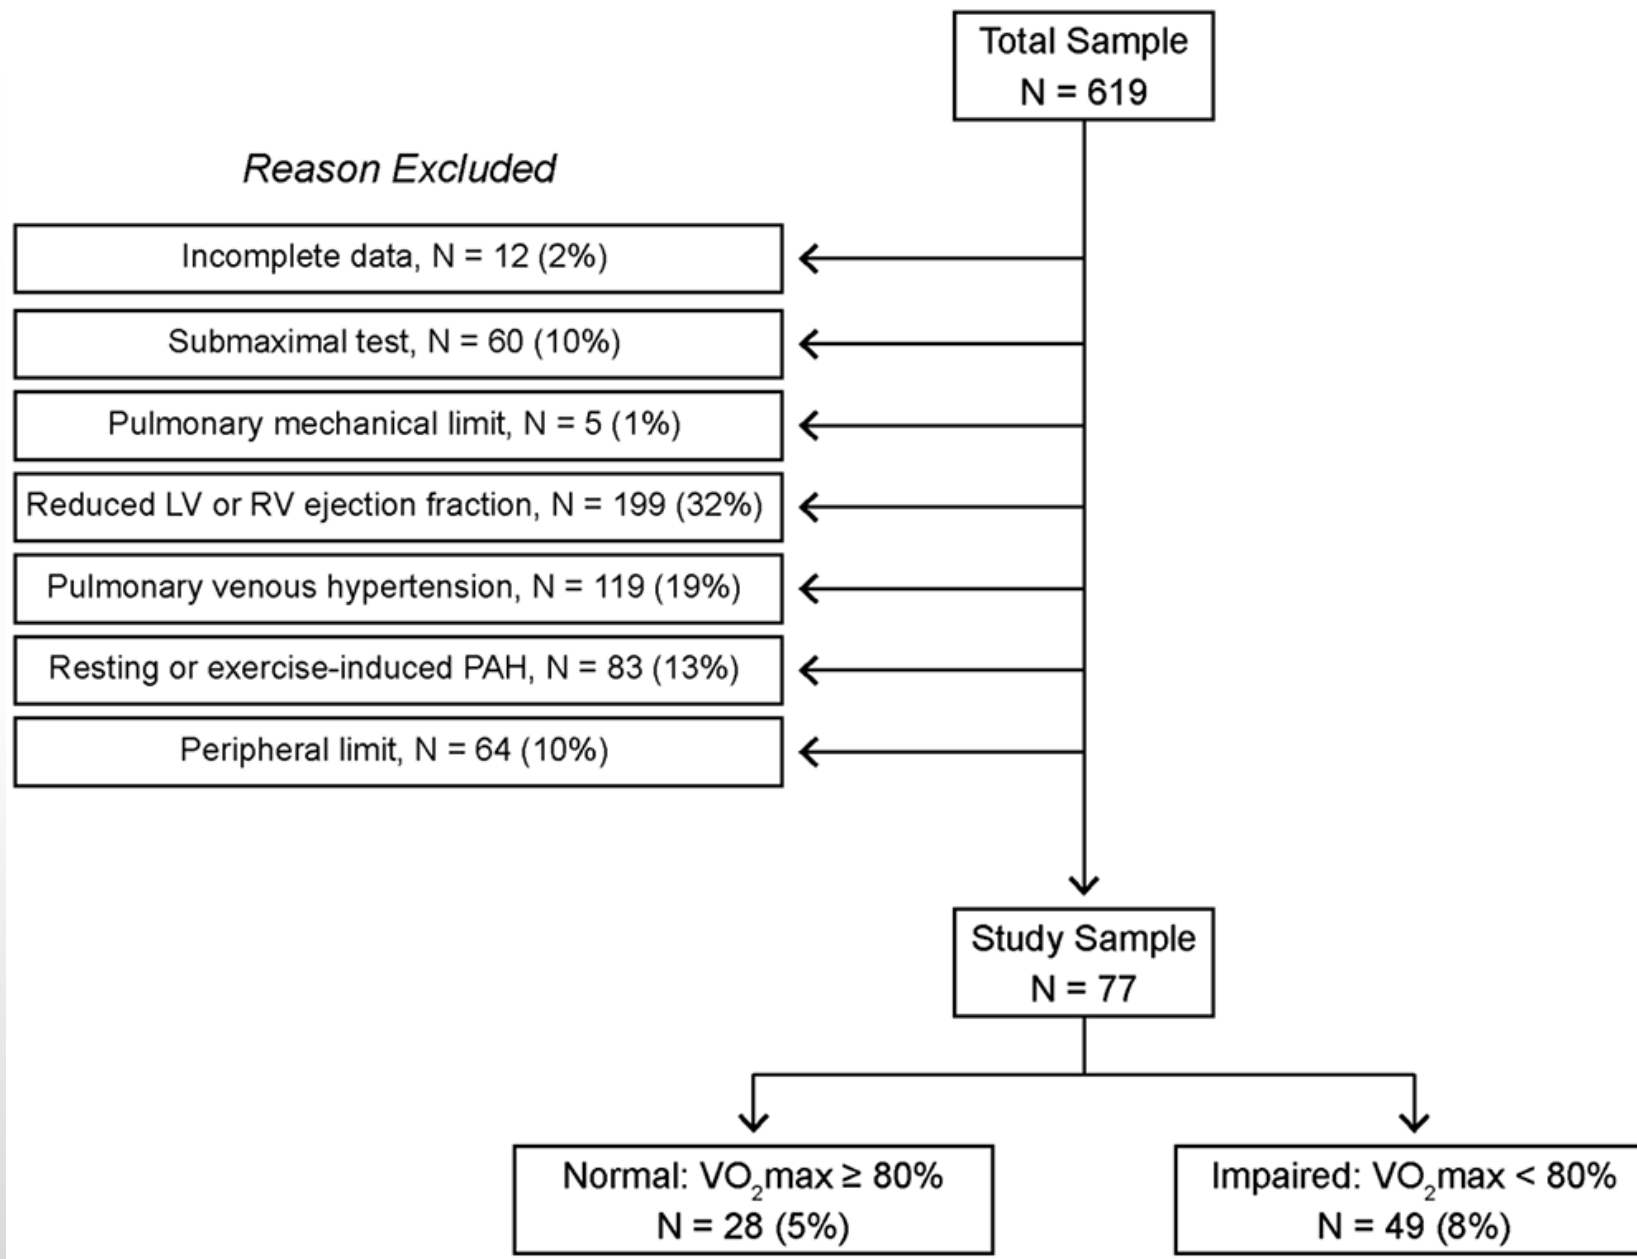 Total Sample
N = 619
Reason Excluded
Incomplete data, N = 12 (2%)
Submaximal test, N = 60 (10%)
Pulmonary mechanical limit, N = 5 (1%)
Reduced LV or RV ejection fraction, N = 199 (32%)
Pulmonary venous hypertension, N = 119 (19%)
Resting or exercise-induced PAH, N = 83 (13%)
Peripheral limit, N = 64 (10%)
Study Sample
N = 77
Normal: VO₂max ≥ 80%
N = 28 (5%)
Impaired: VO₂max < 80%
N = 49 (8%)